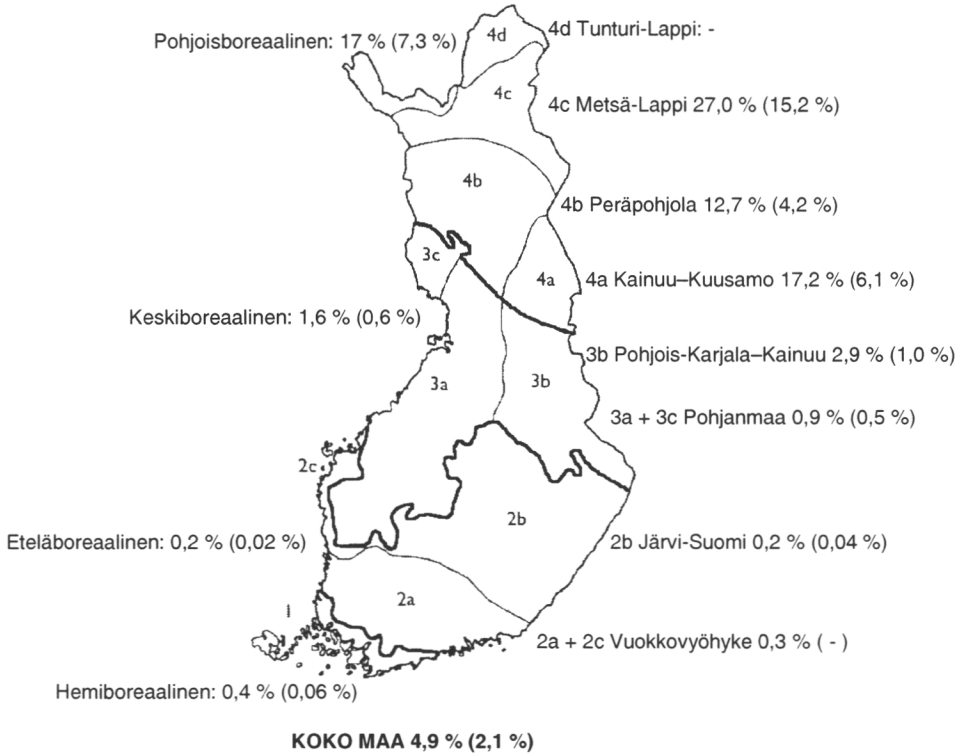 4d
4d Tunturi-Lappi: -
Pohjoisboreaalinen: 17 % (7,3 %)
4c
4c Metsä-Lappi 27,0 % (15,2 %)
4b
4b Peräpohjola 12,7 % (4,2 %)
3c
4a
4a Kainuu–Kuusamo 17,2 % (6,1 %)
Keskiboreaalinen: 1,6 % (0,6 %)
3b Pohjois-Karjala–Kainuu 2,9 % (1,0 %)
3a
3b
3a + 3c Pohjanmaa 0,9 % (0,5 %)
2c
2b
Eteläboreaalinen: 0,2 % (0,02 %)
2b Järvi-Suomi 0,2 % (0,04 %)
2a
1
2a + 2c Vuokkovyöhyke 0,3 % ( - )
Hemiboreaalinen: 0,4 % (0,06 %)
KOKO MAA 4,9 % (2,1 %)